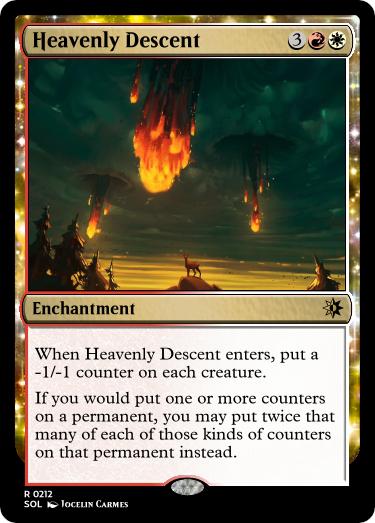 Heavenly Descent 3
Enchantment
When Heavenly Descent enters, put a
-1/-1 counter on each creature.
If you would put one or more counters
on a permanent, you may put twice that
many of each of those kinds of counters
on that permanent instead.
R 0212
SOL Jocelin Carmes